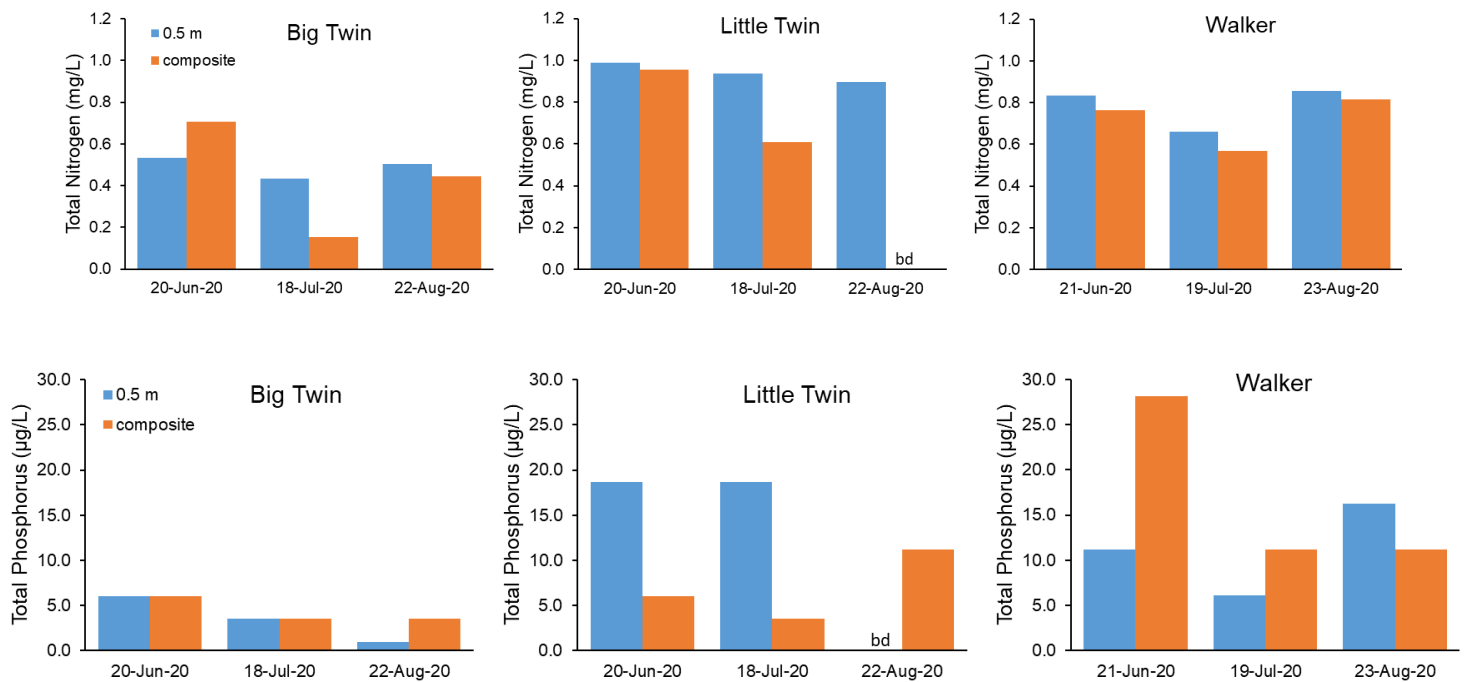 Big Twin
Total Nitrogen (mg/L)
1.2
1.0
0.8
0.6
0.4
0.2
0.0
0.5 m
composite
20-Jun-20 18-Jul-20 22-Aug-20
Little Twin
Total Nitrogen (mg/L)
1.2
1.0
0.8
0.6
0.4
0.2
0.0
bd
20-Jun-20 18-Jul-20 22-Aug-20
Walker
Total Nitrogen (mg/L)
1.2
1.0
0.8
0.6
0.4
0.2
0.0
21-Jun-20 19-Jul-20 23-Aug-20
Big Twin
Total Phosphorus (µg/L)
30.0
25.0
20.0
15.0
10.0
5.0
0.0
0.5 m
composite
20-Jun-20 18-Jul-20 22-Aug-20
Little Twin
Total Phosphorus (µg/L)
30.0
25.0
20.0
15.0
10.0
5.0
0.0
bd
20-Jun-20 18-Jul-20 22-Aug-20
Walker
Total Phosphorus (µg/L)
30.0
25.0
20.0
15.0
10.0
5.0
0.0
21-Jun-20 19-Jul-20 23-Aug-20